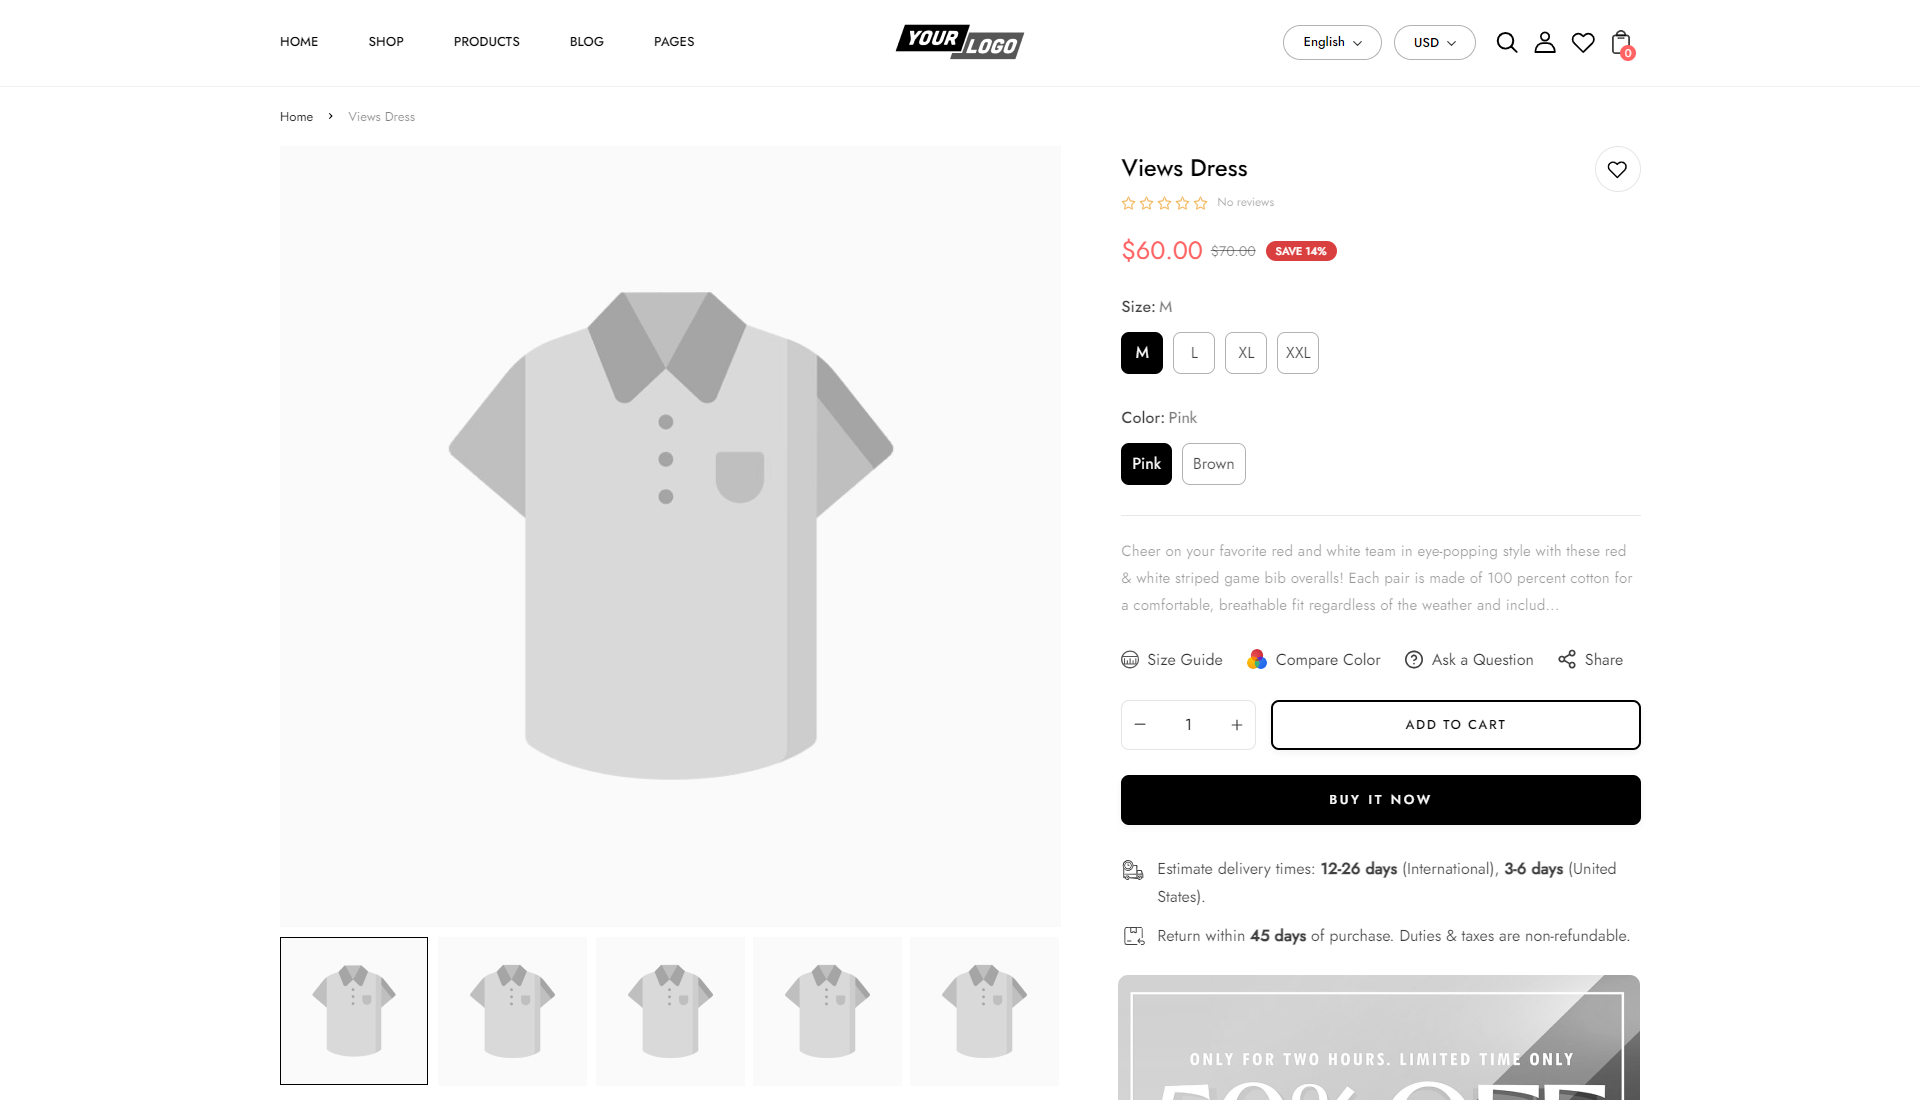 HOME SHOP PRODUCTS BLOG PAGES YOUR LOGO English USD 0
Home Views Dress
Views Dress
No reviews
$60.00 $70.00 SAVE 14%
Size: M
M L XL XXL
Color: Pink
Pink Brown
Cheer on your favorite red and white team in eye-popping style with these red
& white striped game bib overalls! Each pair is made of 100 percent cotton for
a comfortable, breathable fit regardless of the weather and includ...
Size Guide Compare Color Ask a Question Share
1 ADD TO CART
BUY IT NOW
Estimate delivery times: 12-26 days (International), 3-6 days (United
States).
Return within 45 days of purchase. Duties & taxes are non-refundable.
ONLY FOR TWO HOURS. LIMITED TIME ONLY
50% OFF